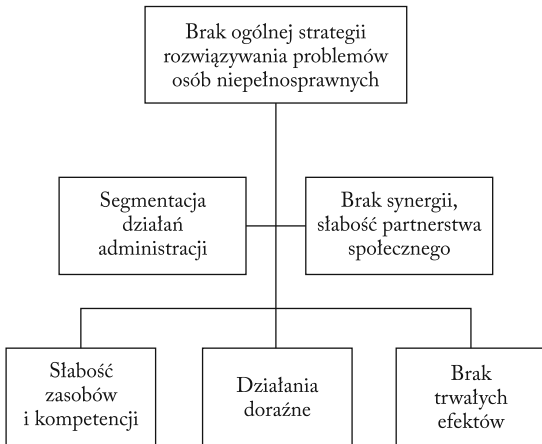 Brak ogólnej strategii
rozwiązywania problemów
osób niepełnosprawnych
Segmentacja
działań
administracji
Brak synergii,
słabość partnerstwa
społecznego
Słabość
zasobów
i kompetencji
Działania
doraźne
Brak
trwałych
efektów